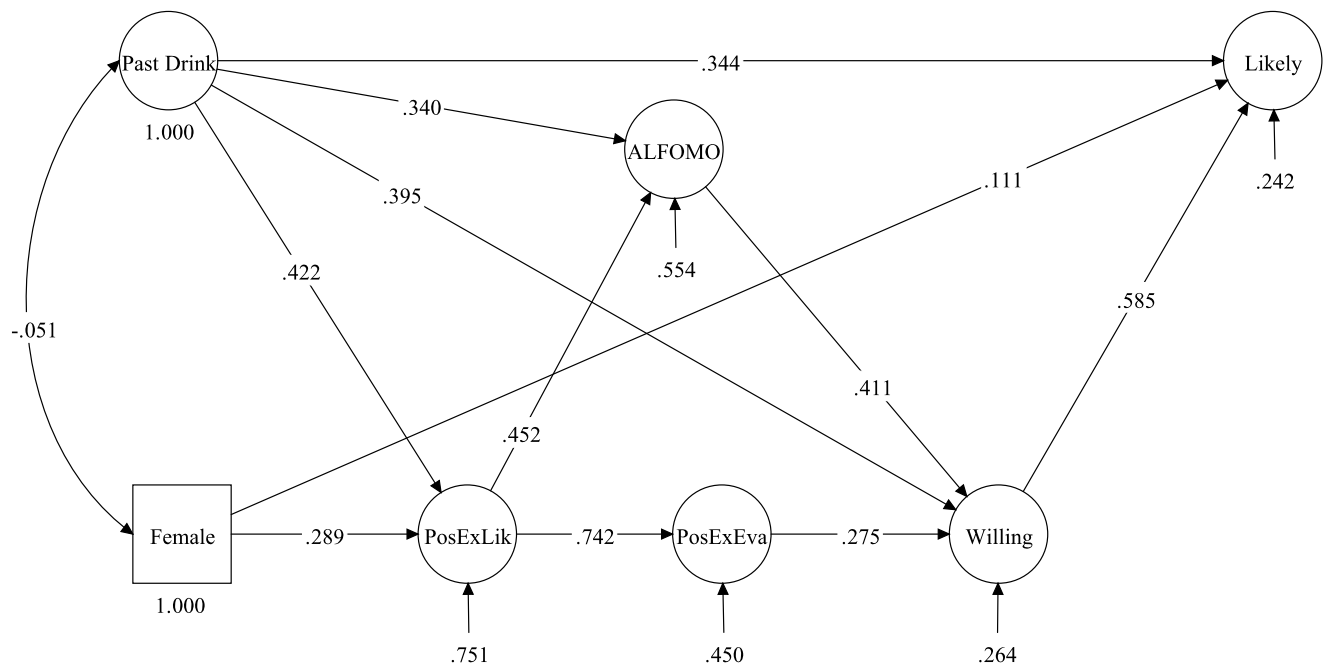 Past Drink
.344
Likely
1.000
.340
ALFOMO
.395
.111
.242
.422
.554
.585
-.051
.411
.452
Female
.289
PosExLik
.742
PosExEva
.275
Willing
1.000
.751
.450
.264